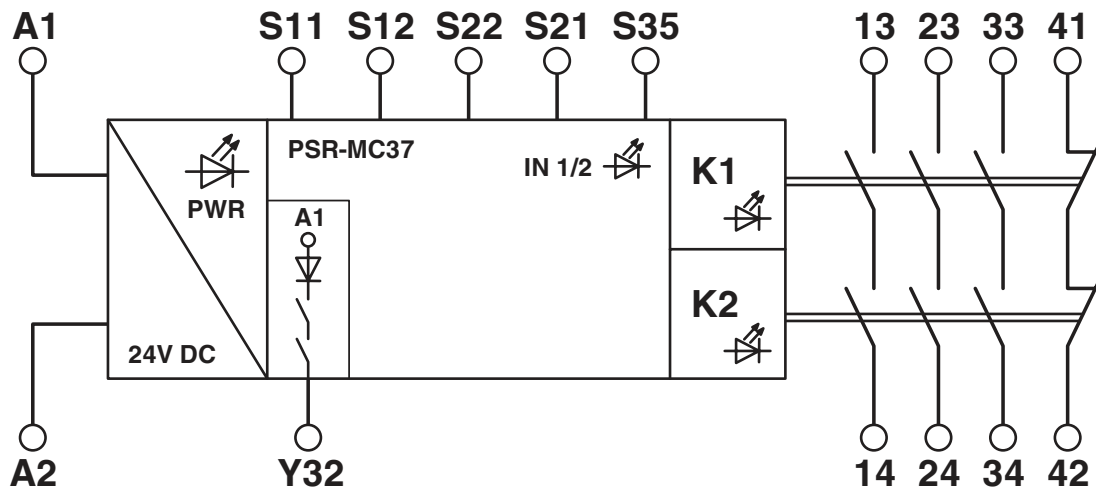 A1 S11 S12 S22 S21 S35 13 23 33 41
PSR-MC37
IN 1/2
K1
PWR
A1
K2
24V DC
A2 Y32 14 24 34 42